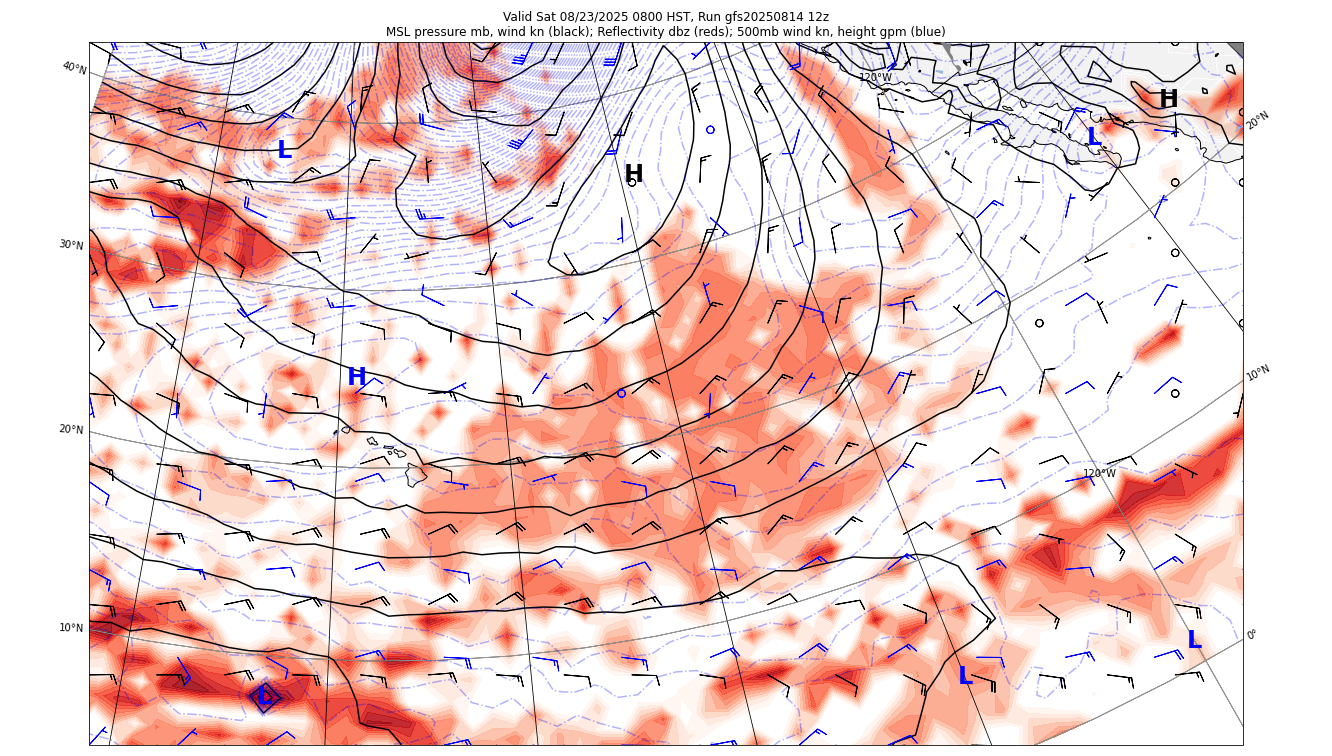 Valid Sat 08/23/2025 0800 HST, Run gfs20250814 12z
MSL pressure mb, wind kn (black); Reflectivity dbz (reds); 500mb wind kn, height gpm (blue)
40°N
120°W
H
20°N
L
L
H
30°N
H
10°N
20°N
120°W
10°N
0°
L
L
L